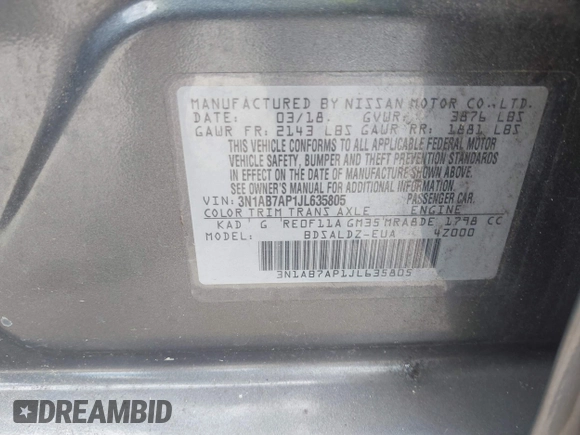 MANUFACTURED BY NISSAN MOTOR CO., LTD.
DATE: 03/18. GVWR: 3876 LBS
GAWR FR: 2143 LBS GAWR RR: 1881 LBS
THIS VEHICLE CONFORMS TO ALL APPLICABLE FEDERAL MOTOR
VEHICLE SAFETY, BUMPER AND THEFT PREVENTION STANDARDS
IN EFFECT ON THE DATE OF MANUFACTURE SHOWN ABOVE.
SEE OWNER'S MANUAL FOR ADDITIONAL INFORMATION.
VIN: 3N1AB7AP1JL635805 PASSENGER CAR.
COLOR TRIM TRANS AXLE ENGINE
KAD G RE0F11A GM35 MRA8DE 1798 CC
MODEL: BDSALDZ-EUA 4Z000
3N1AB7AP1JL635805
DREAMBID